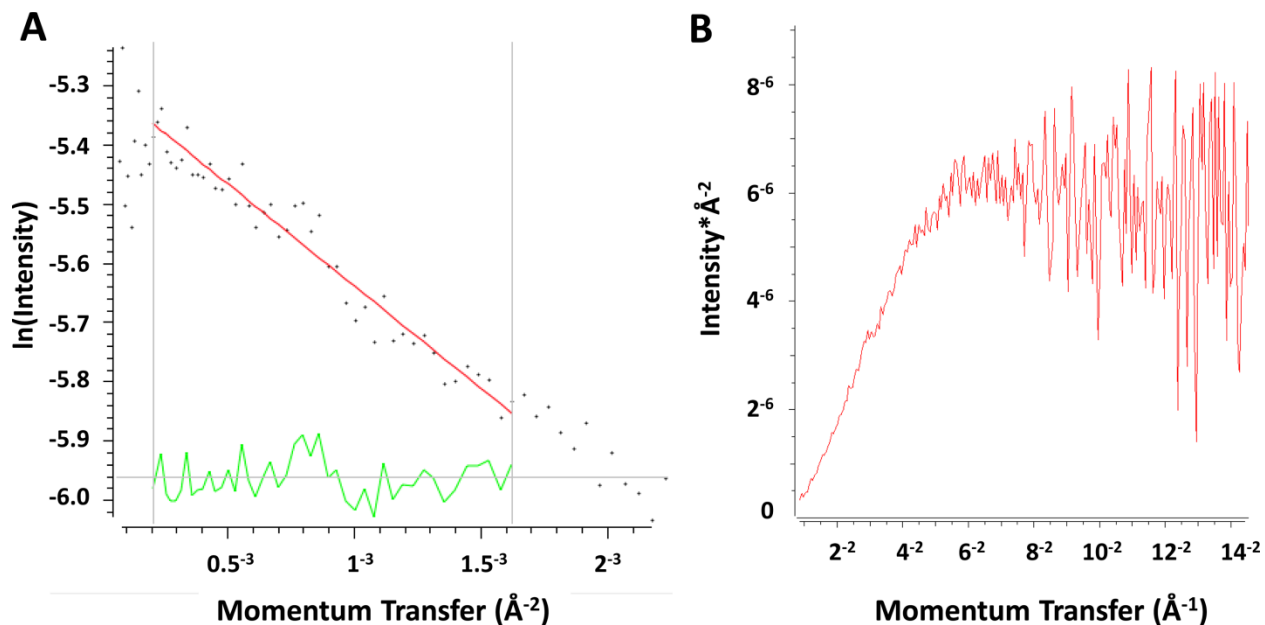 A
ln(Intensity)
-5.3
-5.4
-5.5
-5.6
-5.7
-5.8
-5.9
-6.0
0.5⁻³ 1⁻³ 1.5⁻³ 2⁻³
Momentum Transfer (Å⁻²)
B
Intensity*Å⁻²
8⁻⁶
6⁻⁶
4⁻⁶
2⁻⁶
0
2⁻² 4⁻² 6⁻² 8⁻² 10⁻² 12⁻² 14⁻²
Momentum Transfer (Å⁻¹)